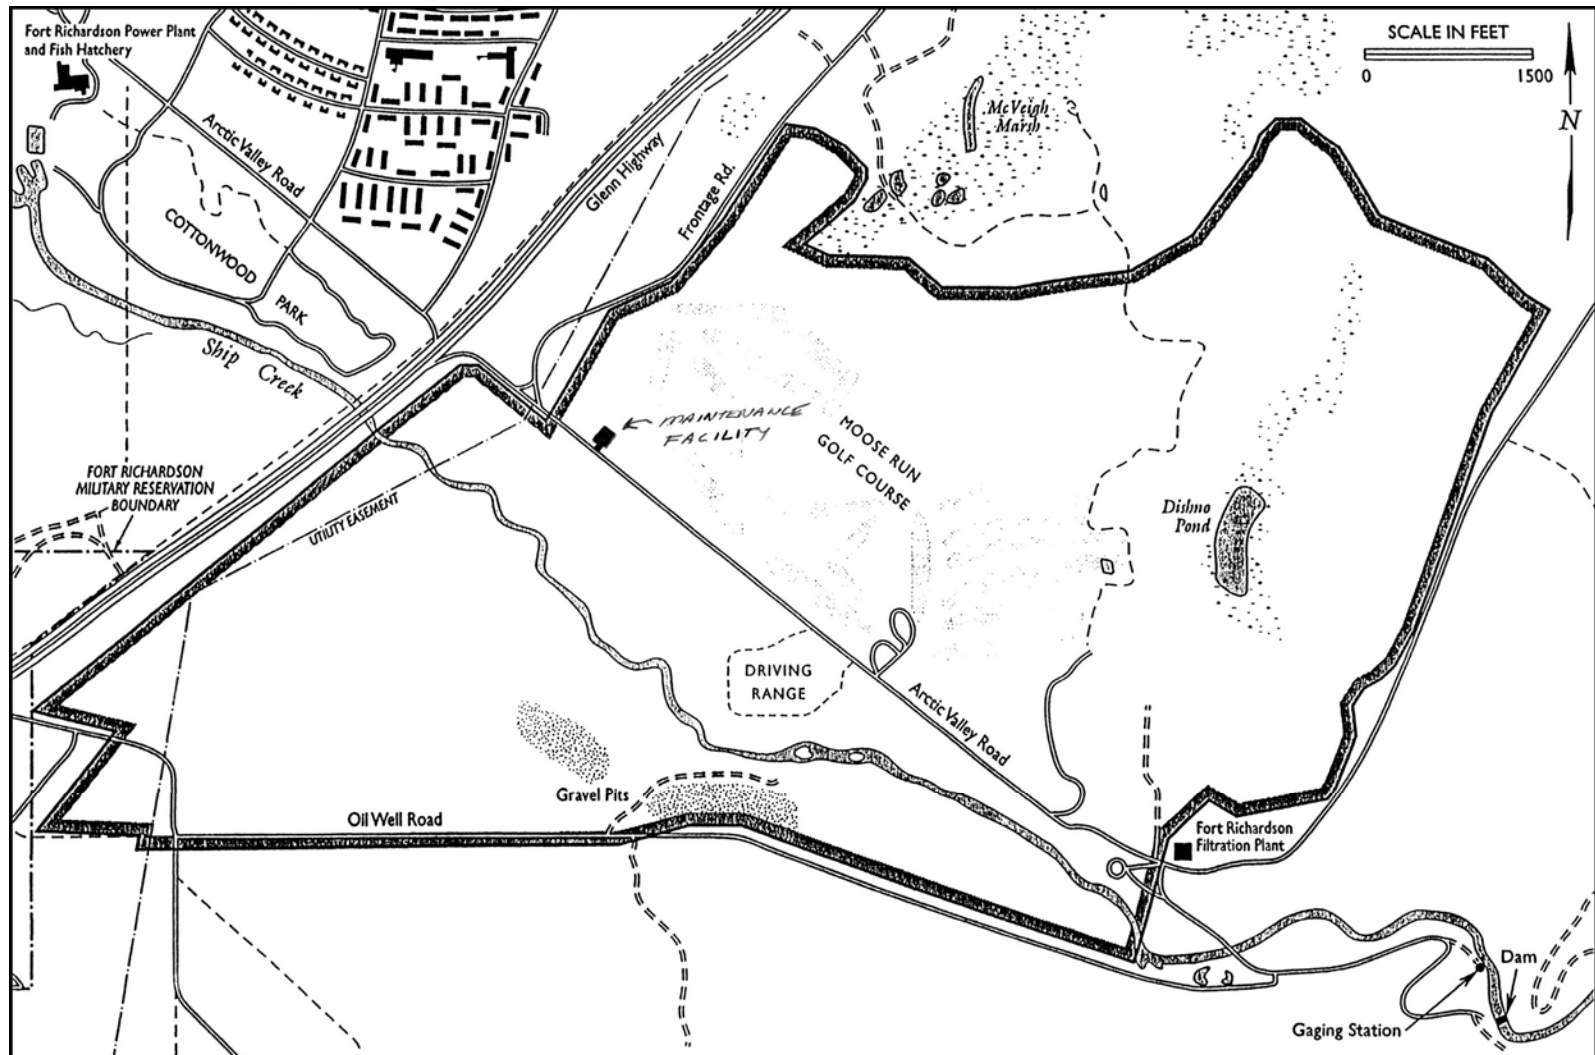 Fort Richardson Power Plant
and Fish Hatchery
SCALE IN FEET
0 1500
N
McVeigh
Marsh
Arctic Valley Road
Glenn Highway
Frontage Rd.
COTTONWOOD
PARK
Ship Creek
← MAINTENANCE
FACILITY
MOOSE RUN
GOLF COURSE
FORT RICHARDSON
MILITARY RESERVATION
BOUNDARY
UTILITY EASEMENT
Dishno
Pond
DRIVING
RANGE
Arctic Valley Road
Gravel Pits
Oil Well Road
Fort Richardson
Filtration Plant
Dam
Gaging Station